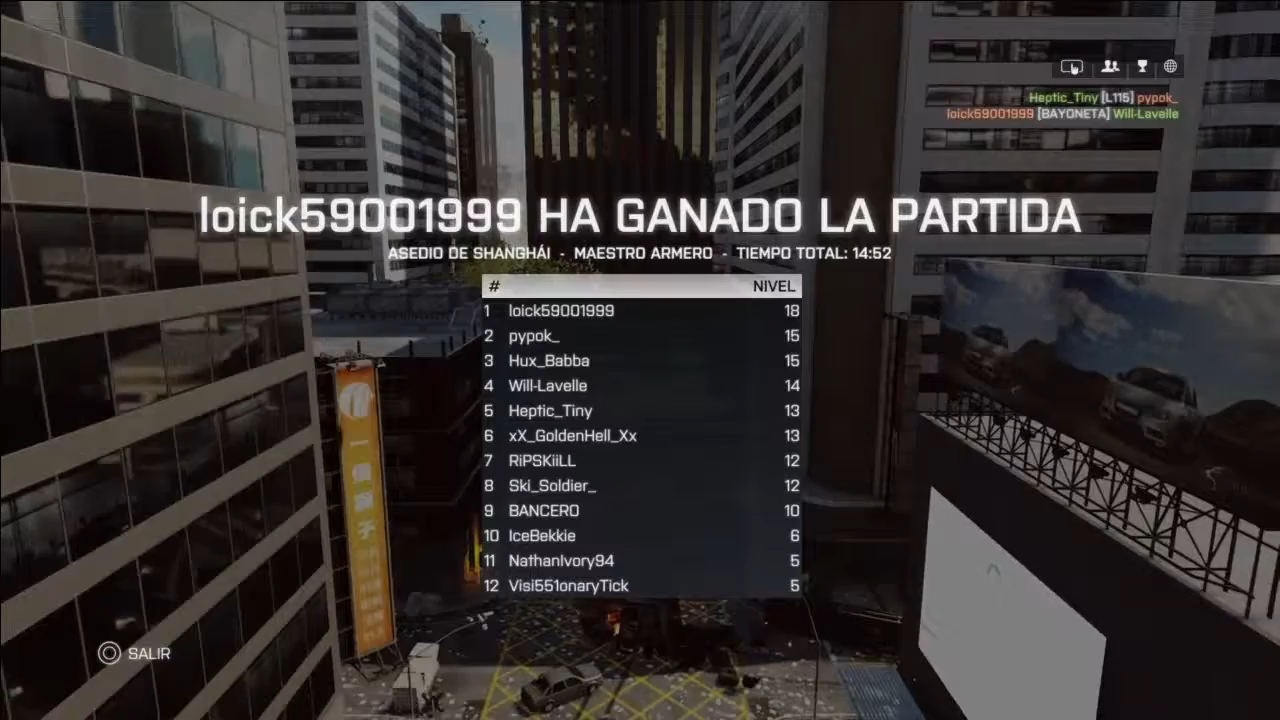 Heptic_Tiny [L115] pypok_
loick59001999 [BAYONETA] Will-Lavelle
loick59001999 HA GANADO LA PARTIDA
ASEDIO DE SHANGHÁI - MAESTRO ARMERO - TIEMPO TOTAL: 14:52
# NIVEL
1 loick59001999 18
2 pypok_ 15
3 Hux_Babba 15
4 Will-Lavelle 14
5 Heptic_Tiny 13
6 xX_GoldenHell_Xx 13
7 RiPSKiiLL 12
8 Ski_Soldier_ 12
9 BANCERO 10
10 IceBekkie 6
11 NathanIvory94 5
12 Visi551onaryTick 5
SALIR